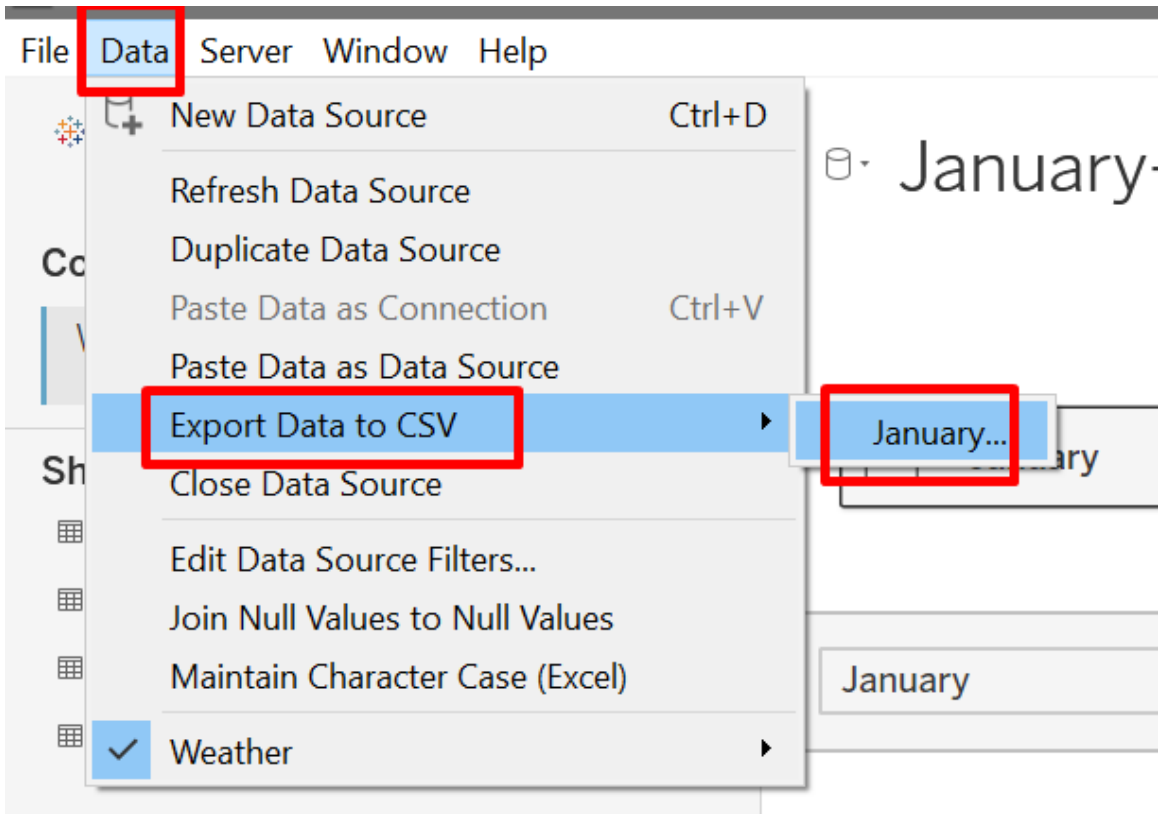 File Data Server Window Help
New Data Source Ctrl+D
January-
Refresh Data Source
Duplicate Data Source
Co
Paste Data as Connection Ctrl+V
Paste Data as Data Source
Export Data to CSV January...
Sh
Close Data Source
Edit Data Source Filters...
Join Null Values to Null Values
Maintain Character Case (Excel)
January
Weather